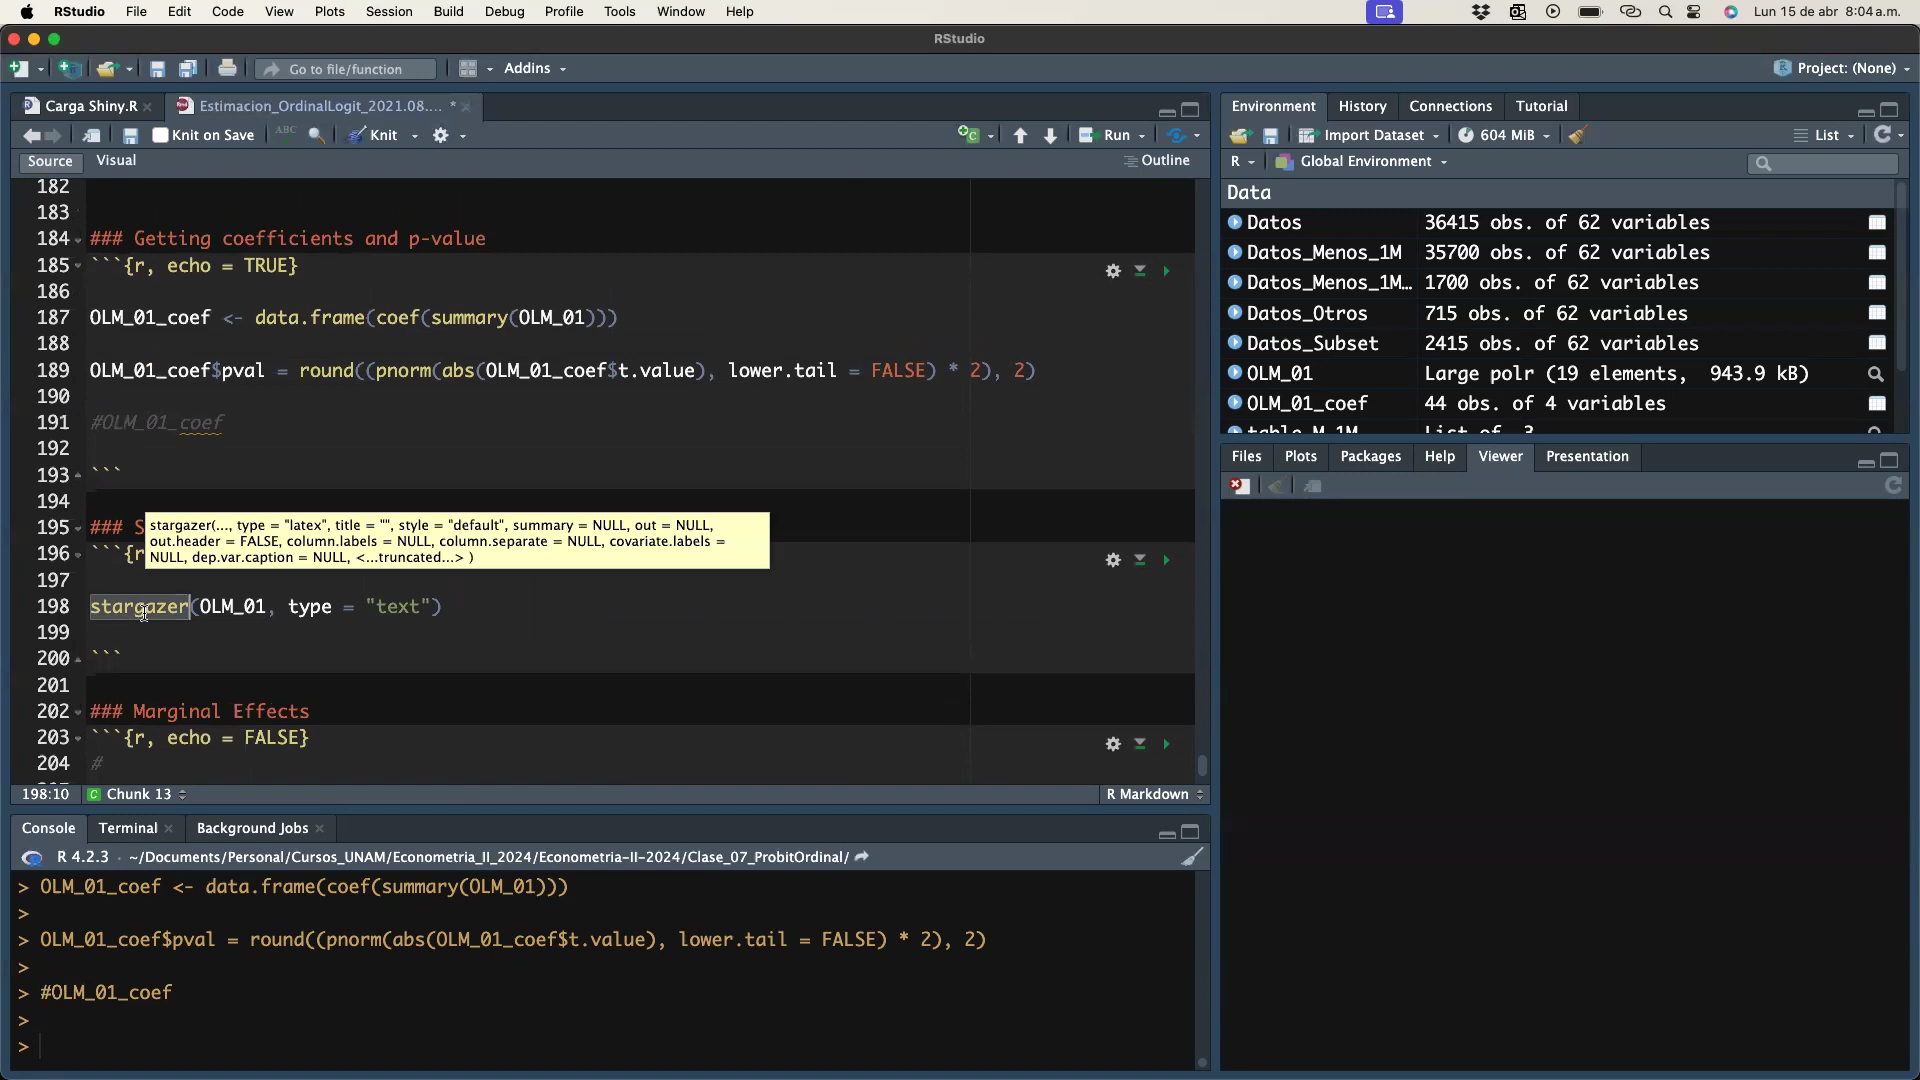 RStudio File Edit Code View Plots Session Build Debug Profile Tools Window Help Lun 15 de abr 8:04 a.m.
RStudio
Go to file/function Addins Project: (None)
Carga Shiny.R Estimacion_OrdinalLogit_2021.08.... *
Knit on Save ABC Knit Run
Source Visual Outline
182
183
184 ### Getting coefficients and p-value
185 ```{r, echo = TRUE}
186
187 OLM_01_coef <- data.frame(coef(summary(OLM_01)))
188
189 OLM_01_coef$pval = round((pnorm(abs(OLM_01_coef$t.value), lower.tail = FALSE) * 2), 2)
190
191 #OLM_01_coef
192
193 ```
194
195 ### S
196 ```{r
stargazer(..., type = "latex", title = "", style = "default", summary = NULL, out = NULL,
out.header = FALSE, column.labels = NULL, column.separate = NULL, covariate.labels =
NULL, dep.var.caption = NULL, <...truncated...> )
197
198 stargazer(OLM_01, type = "text")
199
200 ```
201
202 ### Marginal Effects
203 ```{r, echo = FALSE}
204 #
198:10 Chunk 13 R Markdown
Console Terminal Background Jobs
R 4.2.3 · ~/Documents/Personal/Cursos_UNAM/Econometria_II_2024/Econometria-II-2024/Clase_07_ProbitOrdinal/
> OLM_01_coef <- data.frame(coef(summary(OLM_01)))
>
> OLM_01_coef$pval = round((pnorm(abs(OLM_01_coef$t.value), lower.tail = FALSE) * 2), 2)
>
> #OLM_01_coef
>
>
Environment History Connections Tutorial
Import Dataset 604 MiB List
R Global Environment
Data
Datos 36415 obs. of 62 variables
Datos_Menos_1M 35700 obs. of 62 variables
Datos_Menos_1M… 1700 obs. of 62 variables
Datos_Otros 715 obs. of 62 variables
Datos_Subset 2415 obs. of 62 variables
OLM_01 Large polr (19 elements, 943.9 kB)
OLM_01_coef 44 obs. of 4 variables
table_M_1M List of 3
Files Plots Packages Help Viewer Presentation